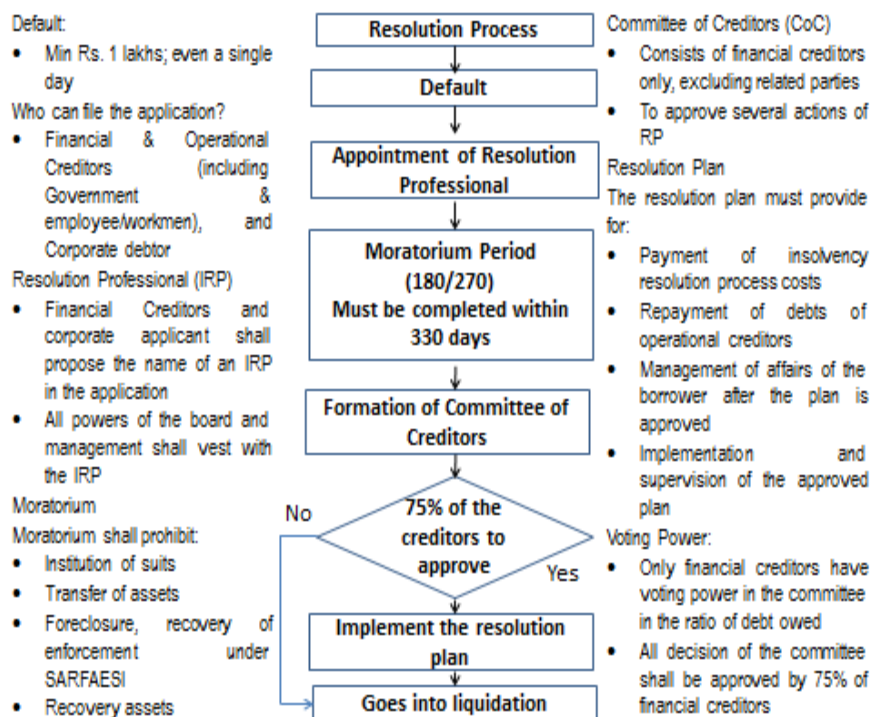 Default:
• Min Rs. 1 lakhs; even a single
day
Who can file the application?
• Financial & Operational
Creditors (including
Government &
employee/workmen), and
Corporate debtor
Resolution Professional (IRP)
• Financial Creditors and
corporate applicant shall
propose the name of an IRP
in the application
• All powers of the board and
management shall vest with
the IRP
Moratorium
Moratorium shall prohibit:
• Institution of suits
• Transfer of assets
• Foreclosure, recovery of
enforcement under
SARFAESI
• Recovery assets
Resolution Process
Default
Appointment of Resolution
Professional
Moratorium Period
(180/270)
Must be completed within
330 days
Formation of Committee of
Creditors
75% of the
creditors to
approve
No
Yes
Implement the resolution
plan
Goes into liquidation
Committee of Creditors (CoC)
• Consists of financial creditors
only, excluding related parties
• To approve several actions of
RP
Resolution Plan
The resolution plan must provide
for:
• Payment of insolvency
resolution process costs
• Repayment of debts of
operational creditors
• Management of affairs of the
borrower after the plan is
approved
• Implementation and
supervision of the approved
plan
Voting Power:
• Only financial creditors have
voting power in the committee
in the ratio of debt owed
• All decision of the committee
shall be approved by 75% of
financial creditors